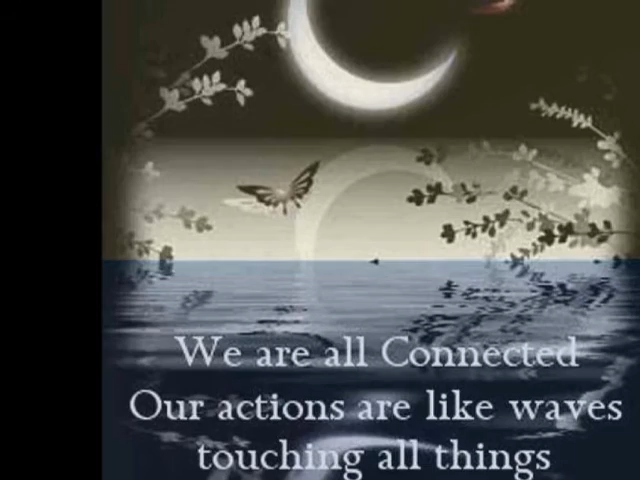 We are all Connected
Our actions are like waves
touching all things